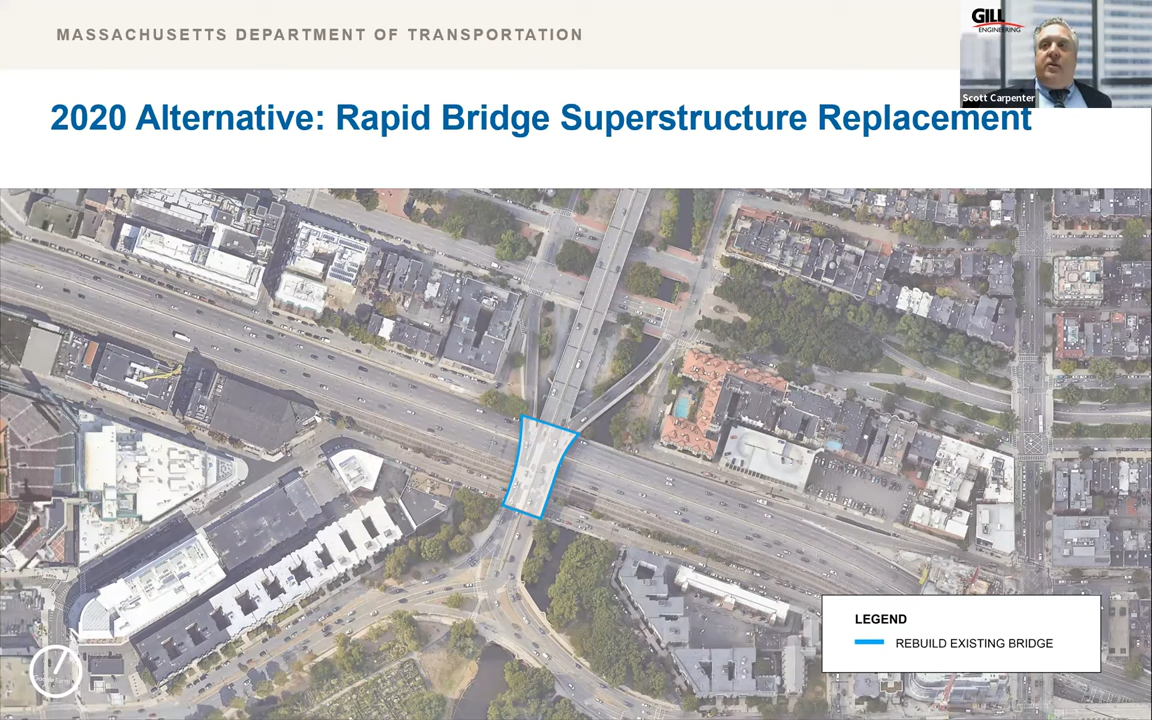 MASSACHUSETTS DEPARTMENT OF TRANSPORTATION
GILL
ENGINEERING
Scott Carpenter
2020 Alternative: Rapid Bridge Superstructure Replacement
LEGEND
REBUILD EXISTING BRIDGE